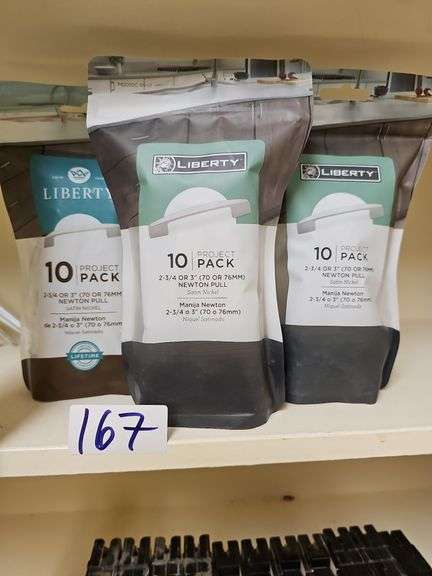 LIBERTY
10 PROJECT
PACK
2-3/4 OR 3" (70 OR 76MM)
NEWTON PULL
SATIN NICKEL
Manija Newton
de 2-3/4 o 3" (70 o 76mm)
Níquel Satinado
LIFETIME
LIBERTY
10 PROJECT
PACK
2-3/4 OR 3" (70 OR 76MM)
NEWTON PULL
Satin Nickel
Manija Newton
2-3/4 o 3" (70 o 76mm)
Níquel Satinado
LIBERTY
10 PROJECT
PACK
2-3/4 OR 3" (70 OR 76MM)
NEWTON PULL
Satin Nickel
Manija Newton
2-3/4 o 3" (70 o 76mm)
Níquel Satinado
167